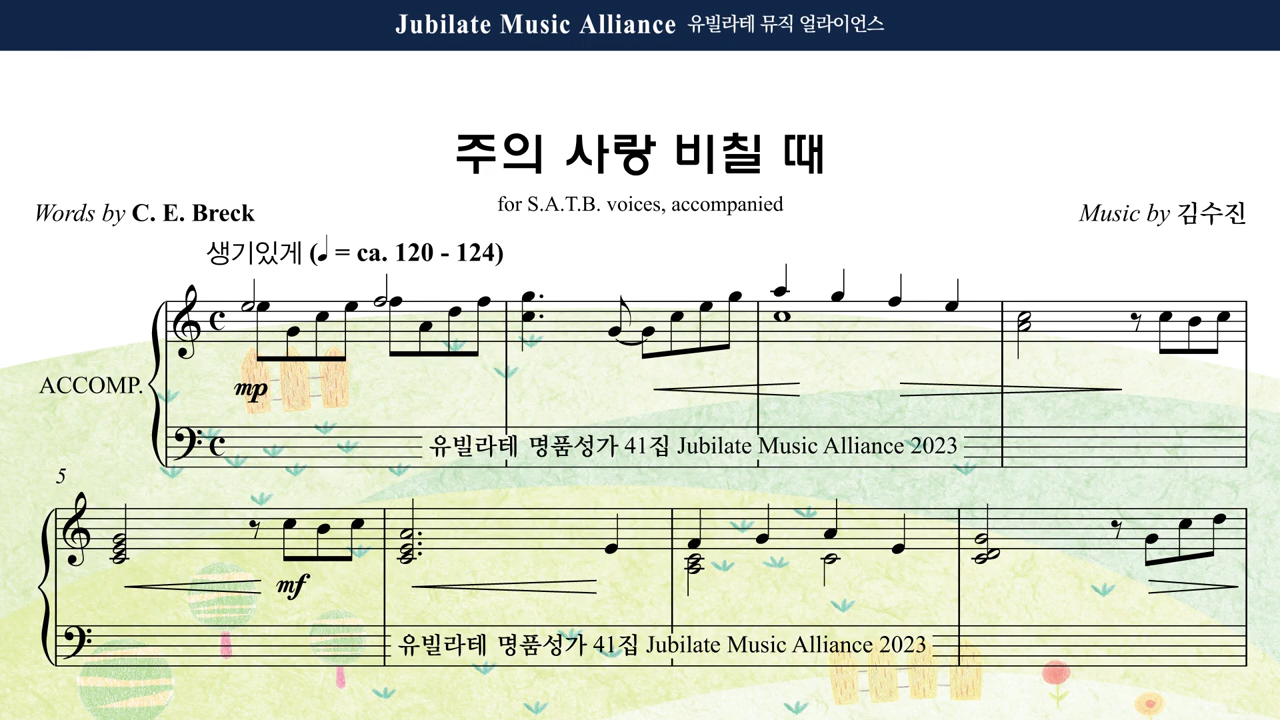 Jubilate Music Alliance 유빌라테 뮤직 얼라이언스
주의 사랑 비칠 때
for S.A.T.B. voices, accompanied
Words by C. E. Breck
Music by 김수진
생기있게 (♩ = ca. 120 - 124)
ACCOMP.
mp
유빌라테 명품성가 41집 Jubilate Music Alliance 2023
5
mf
유빌라테 명품성가 41집 Jubilate Music Alliance 2023